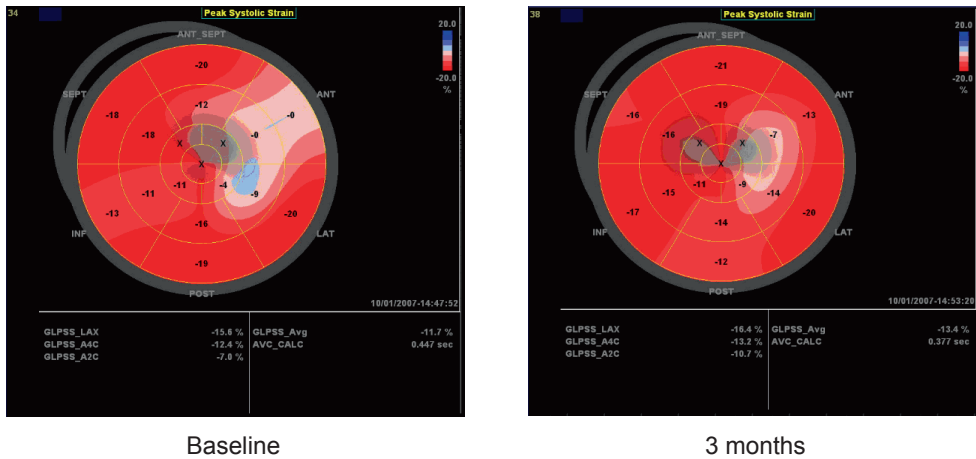 34
Peak Systolic Strain
20.0
-20.0
%
ANT_SEPT
SEPT
ANT
-20
-18
-12
-0
-18
-0
X
X
X
-11
-11
-4
-9
-13
-20
-16
INF
LAT
-19
POST
10/01/2007-14:47:52
GLPSS_LAX -15.6 % GLPSS_Avg -11.7 %
GLPSS_A4C -12.4 % AVC_CALC 0.447 sec
GLPSS_A2C -7.0 %
Baseline
38
Peak Systolic Strain
20.0
-20.0
%
ANT_SEPT
SEPT
ANT
-21
-16
-19
-13
-16
-7
X
X
X
-15
-11
-9
-14
-17
-20
-14
INF
LAT
-12
POST
10/01/2007-14:53:20
GLPSS_LAX -16.4 % GLPSS_Avg -13.4 %
GLPSS_A4C -13.2 % AVC_CALC 0.377 sec
GLPSS_A2C -10.7 %
3 months